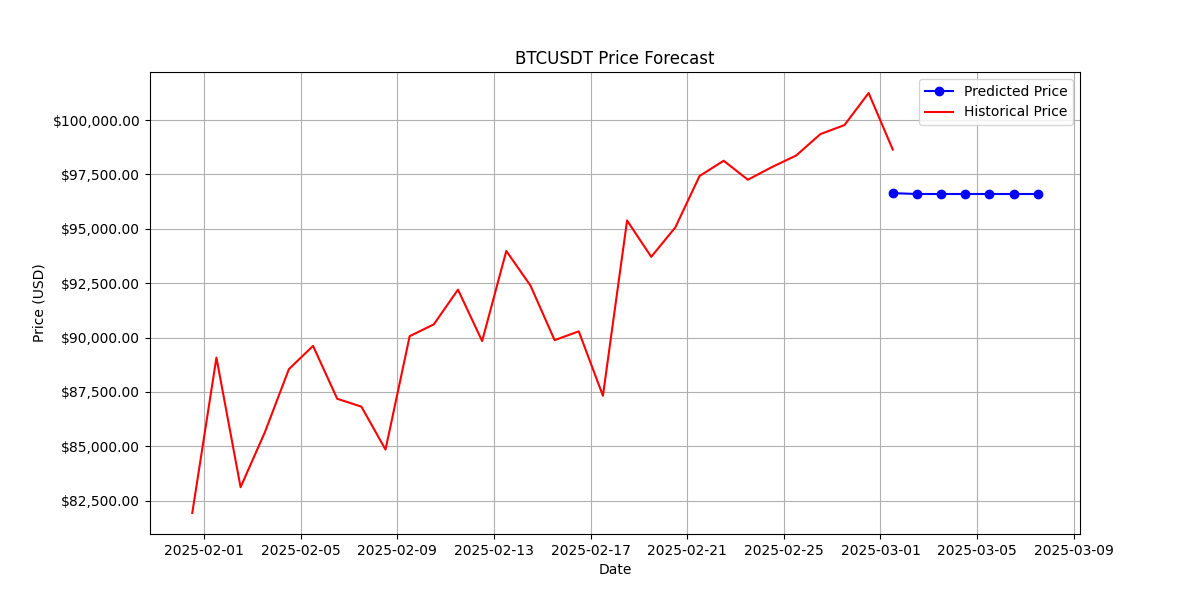 BTCUSDT Price Forecast
Predicted Price
Historical Price
$100,000.00
$97,500.00
$95,000.00
$92,500.00
$90,000.00
$87,500.00
$85,000.00
$82,500.00
Price (USD)
2025-02-01 2025-02-05 2025-02-09 2025-02-13 2025-02-17 2025-02-21 2025-02-25 2025-03-01 2025-03-05 2025-03-09
Date